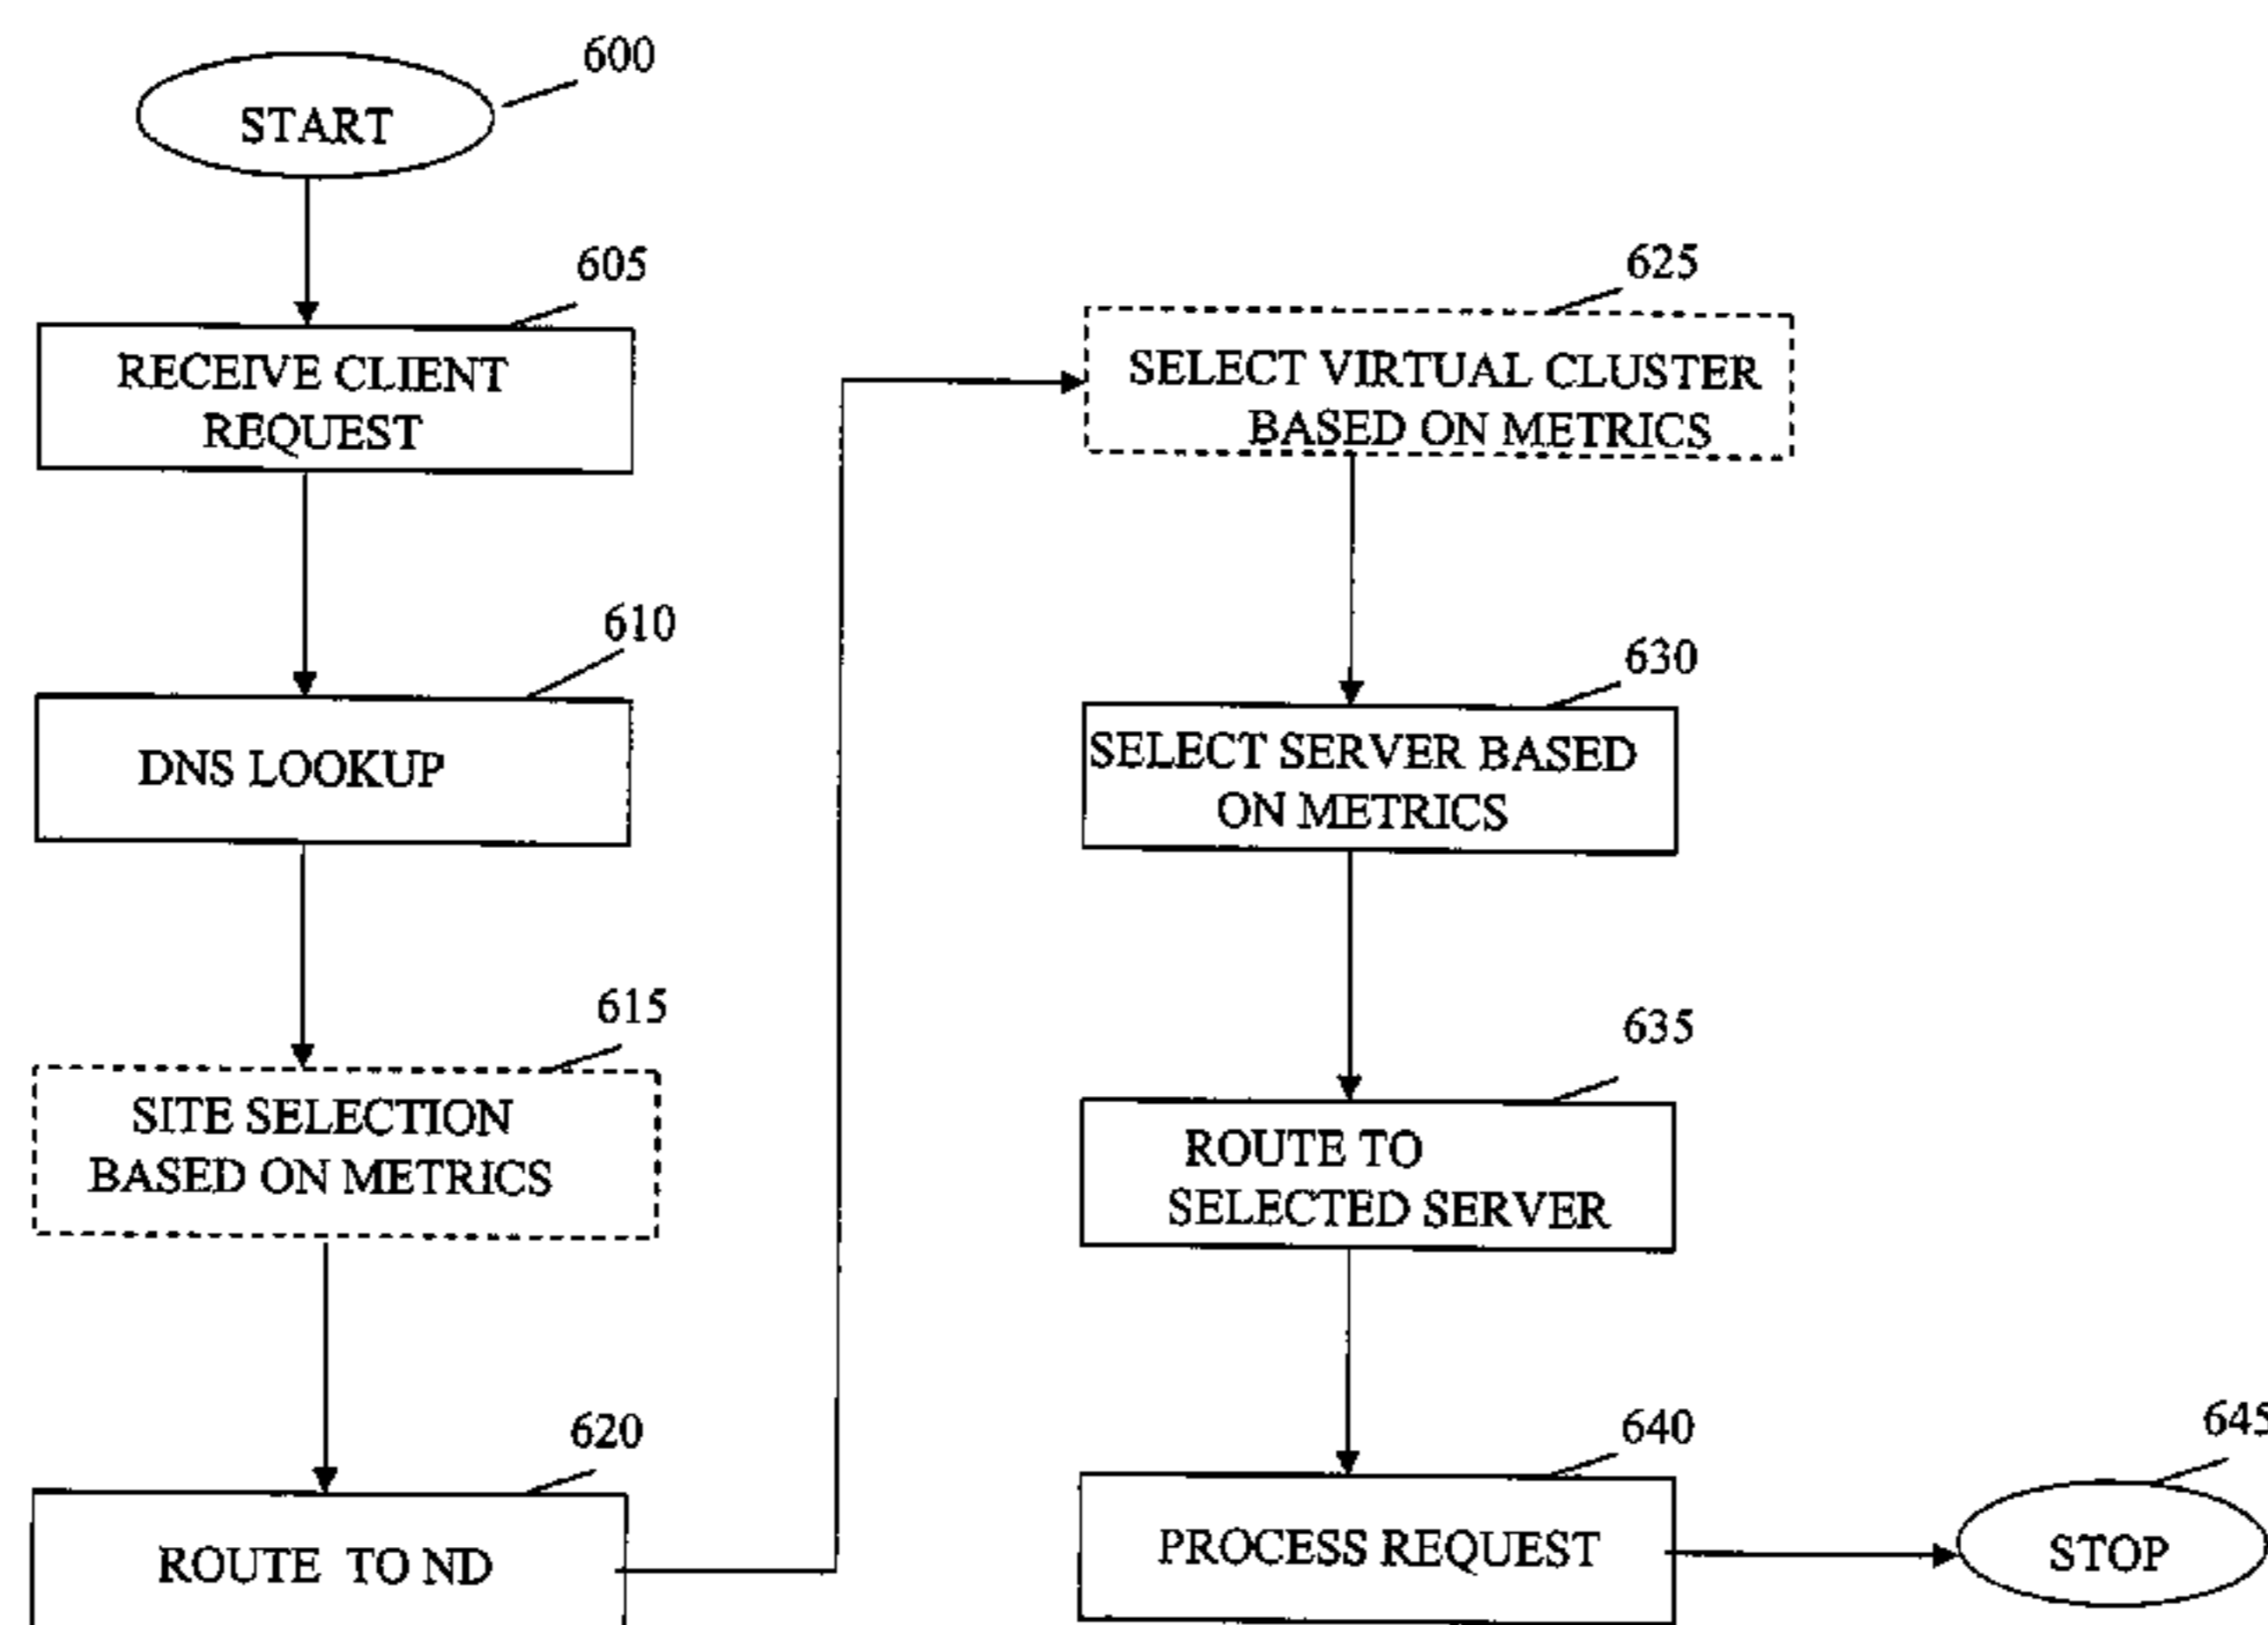 600
START
605
RECEIVE CLIENT
REQUEST
610
DNS LOOKUP
615
SITE SELECTION
BASED ON METRICS
620
ROUTE TO ND
625
SELECT VIRTUAL CLUSTER
BASED ON METRICS
630
SELECT SERVER BASED
ON METRICS
635
ROUTE TO
SELECTED SERVER
640
PROCESS REQUEST
645
STOP